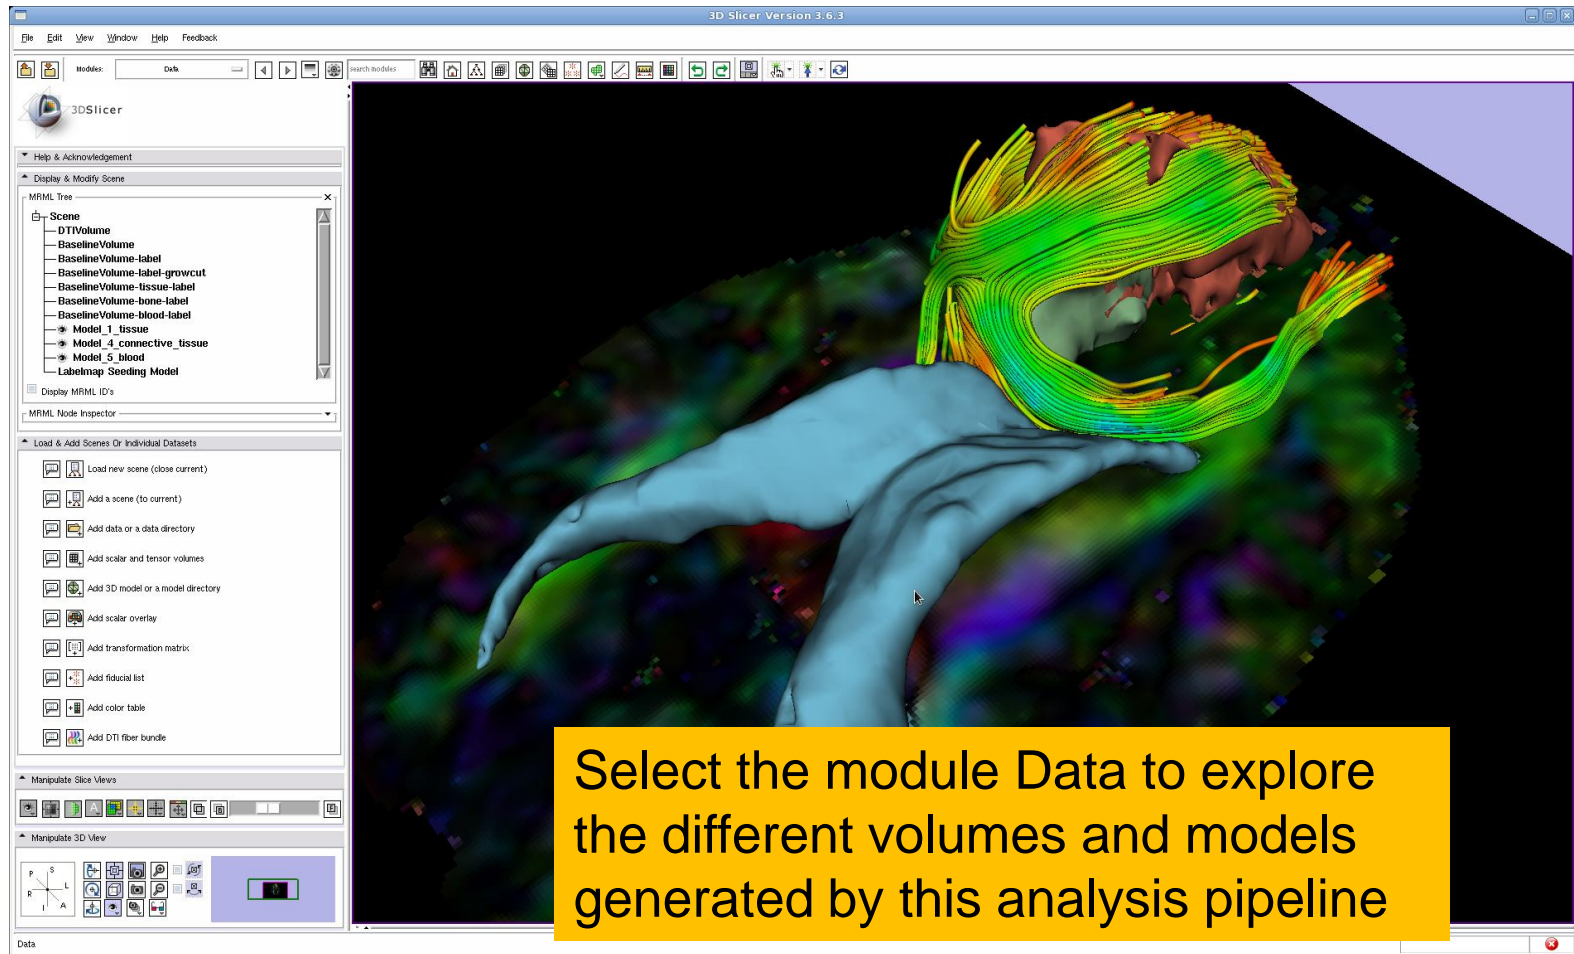 3D Slicer Version 3.6.3
File Edit View Window Help Feedback
Modules: Data search modules
3DSlicer
Help & Acknowledgement
Display & Modify Scene
MRML Tree
Scene
DTIVolume
BaselineVolume
BaselineVolume-label
BaselineVolume-label-growcut
BaselineVolume-tissue-label
BaselineVolume-bone-label
BaselineVolume-blood-label
Model_1_tissue
Model_4_connective_tissue
Model_5_blood
Labelmap Seeding Model
Display MRML ID's
MRML Node Inspector
Load & Add Scenes Or Individual Datasets
Load new scene (close current)
Add a scene (to current)
Add data or a data directory
Add scalar and tensor volumes
Add 3D model or a model directory
Add scalar overlay
Add transformation matrix
Add fiducial list
Add color table
Add DTI fiber bundle
Manipulate Slice Views
Manipulate 3D View
P S
R L
I A
Select the module Data to explore
the different volumes and models
generated by this analysis pipeline
Data